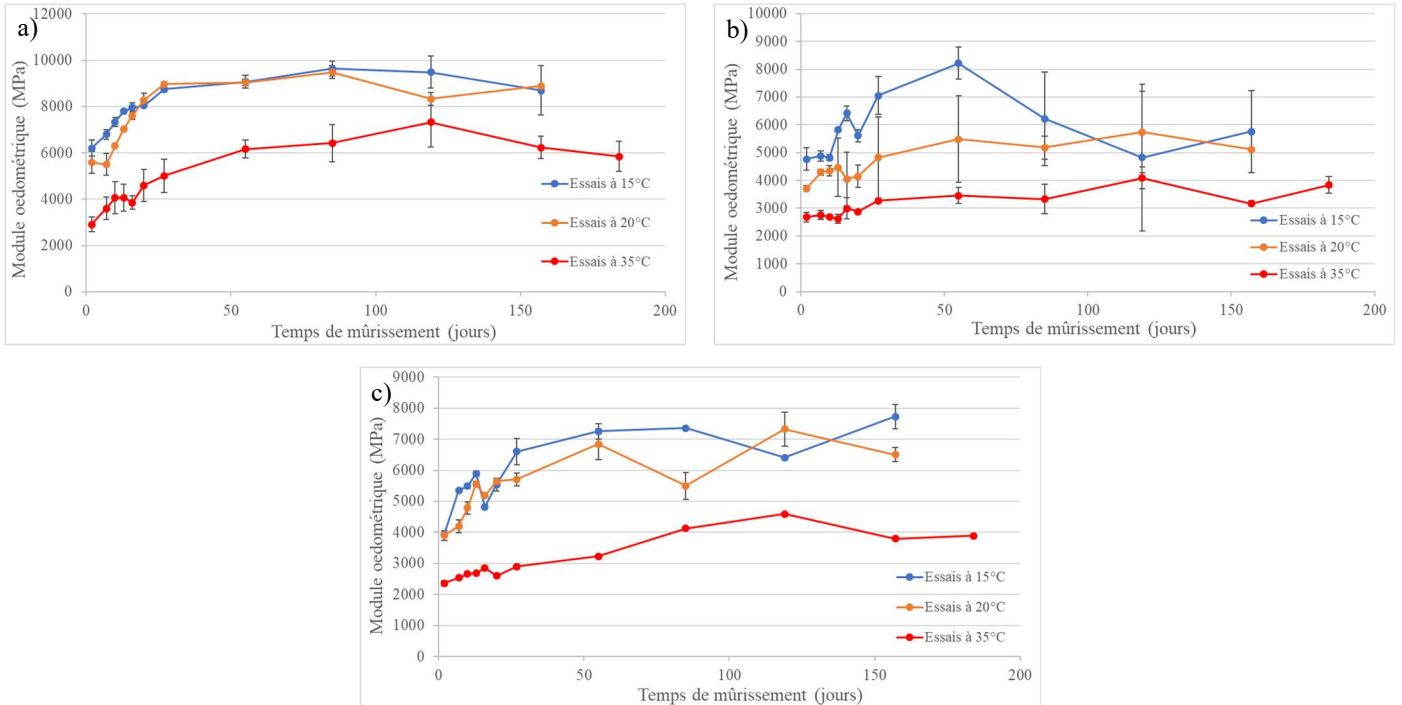 a)
12000
10000
8000
6000
4000
2000
0
Module oedométrique (MPa)
0 50 100 150 200
Temps de mûrissement (jours)
Essais à 15°C
Essais à 20°C
Essais à 35°C
b)
10000
9000
8000
7000
6000
5000
4000
3000
2000
1000
0
Module oedométrique (MPa)
0 50 100 150 200
Temps de mûrissement (jours)
Essais à 15°C
Essais à 20°C
Essais à 35°C
c)
9000
8000
7000
6000
5000
4000
3000
2000
1000
0
Module oedométrique (MPa)
0 50 100 150 200
Temps de mûrissement (jours)
Essais à 15°C
Essais à 20°C
Essais à 35°C